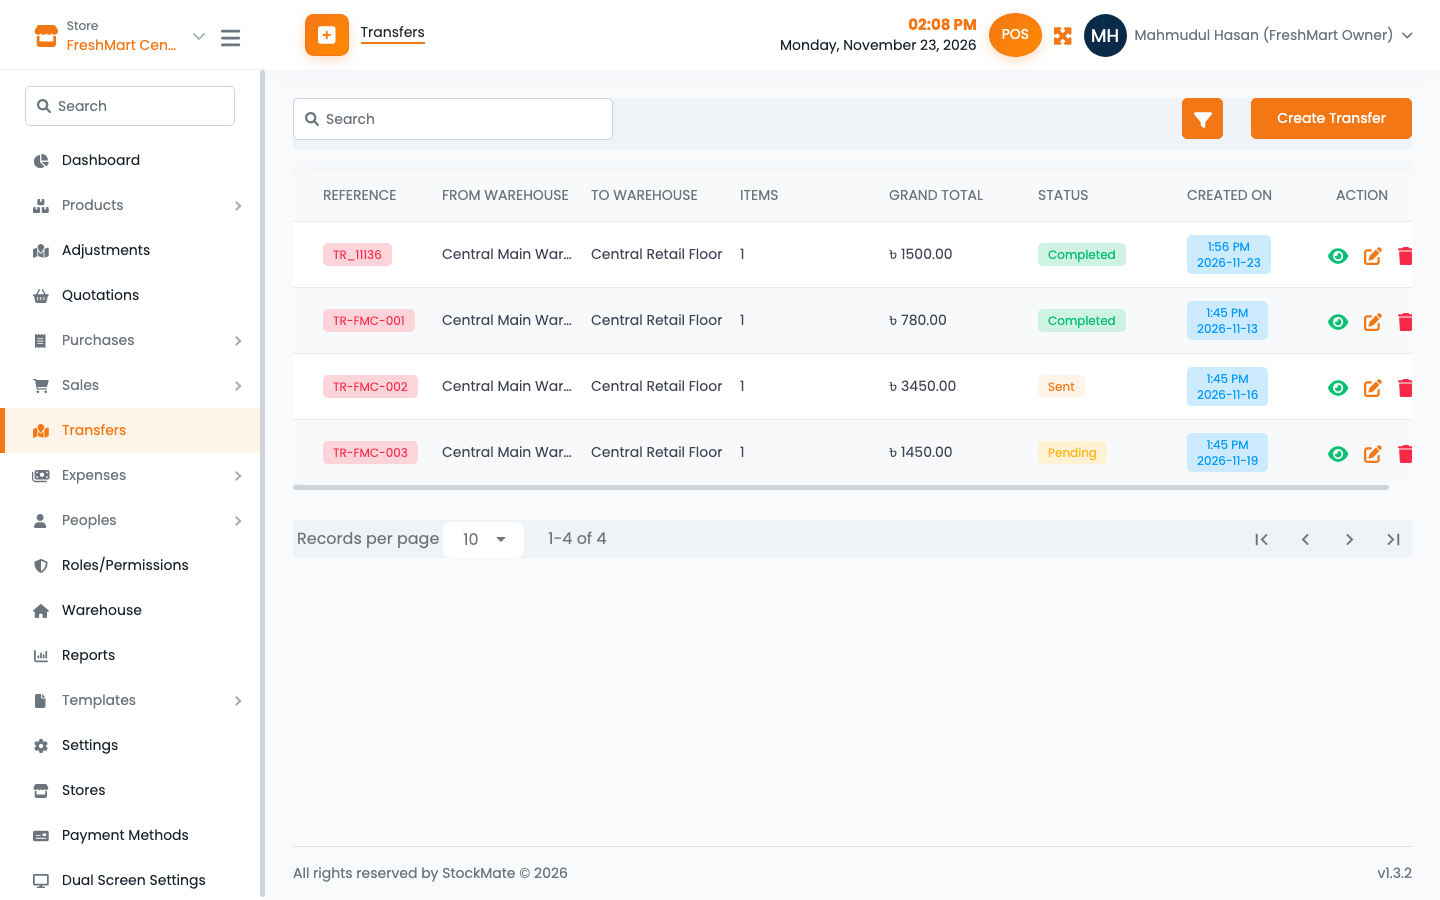 Store
FreshMart Cen...
Transfers
02:08 PM
Monday, November 23, 2026
POS
MH
Mahmudul Hasan (FreshMart Owner)
Search
Dashboard
Products
Adjustments
Quotations
Purchases
Sales
Transfers
Expenses
Peoples
Roles/Permissions
Warehouse
Reports
Templates
Settings
Stores
Payment Methods
Dual Screen Settings
Search
Create Transfer
REFERENCE FROM WAREHOUSE TO WAREHOUSE ITEMS GRAND TOTAL STATUS CREATED ON ACTION
TR_11136 Central Main War... Central Retail Floor 1 ৳ 1500.00 Completed 1:56 PM
2026-11-23
TR-FMC-001 Central Main War... Central Retail Floor 1 ৳ 780.00 Completed 1:45 PM
2026-11-13
TR-FMC-002 Central Main War... Central Retail Floor 1 ৳ 3450.00 Sent 1:45 PM
2026-11-16
TR-FMC-003 Central Main War... Central Retail Floor 1 ৳ 1450.00 Pending 1:45 PM
2026-11-19
Records per page 10 1-4 of 4
All rights reserved by StockMate © 2026
v1.3.2